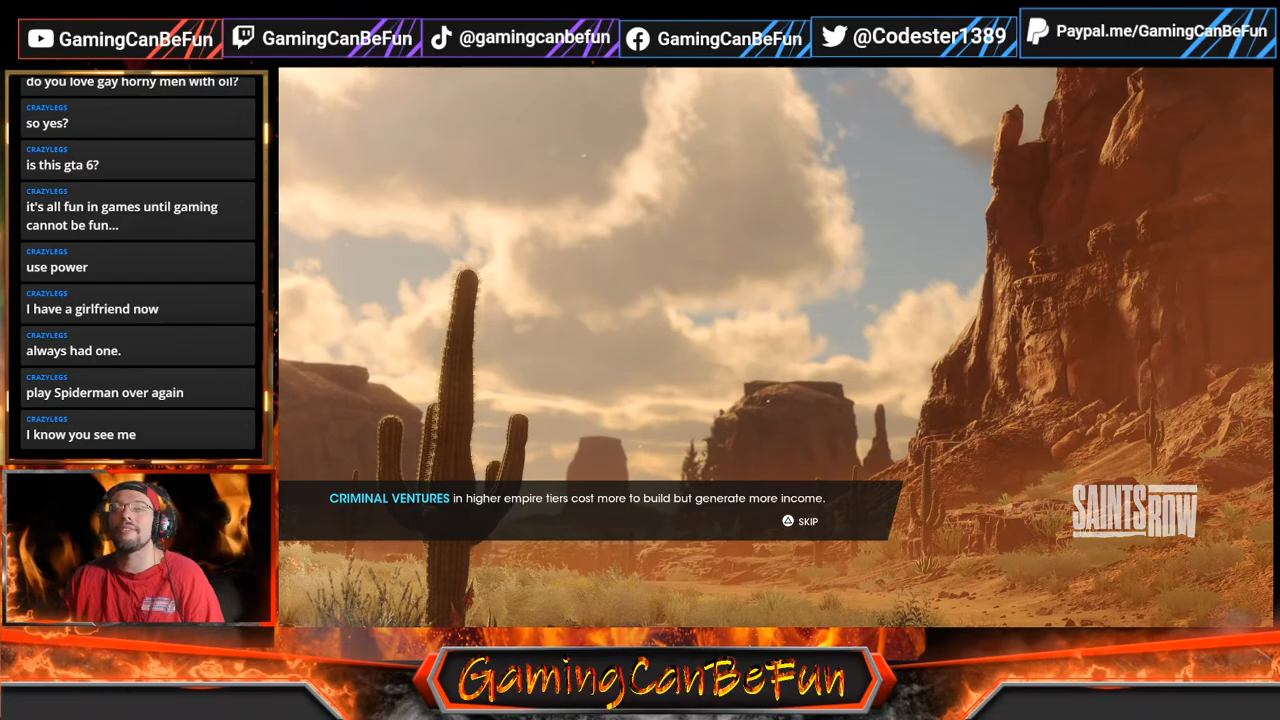 GamingCanBeFun
GamingCanBeFun
@gamingcanbefun
GamingCanBeFun
@Codester1389
Paypal.me/GamingCanBeFun
do you love gay horny men with oil?
CRAZYLEGS
so yes?
CRAZYLEGS
is this gta 6?
CRAZYLEGS
it's all fun in games until gaming
cannot be fun...
CRAZYLEGS
use power
CRAZYLEGS
I have a girlfriend now
CRAZYLEGS
always had one.
CRAZYLEGS
play Spiderman over again
CRAZYLEGS
I know you see me
CRIMINAL VENTURES in higher empire tiers cost more to build but generate more income.
SKIP
SAINTS ROW
GamingCanBeFun